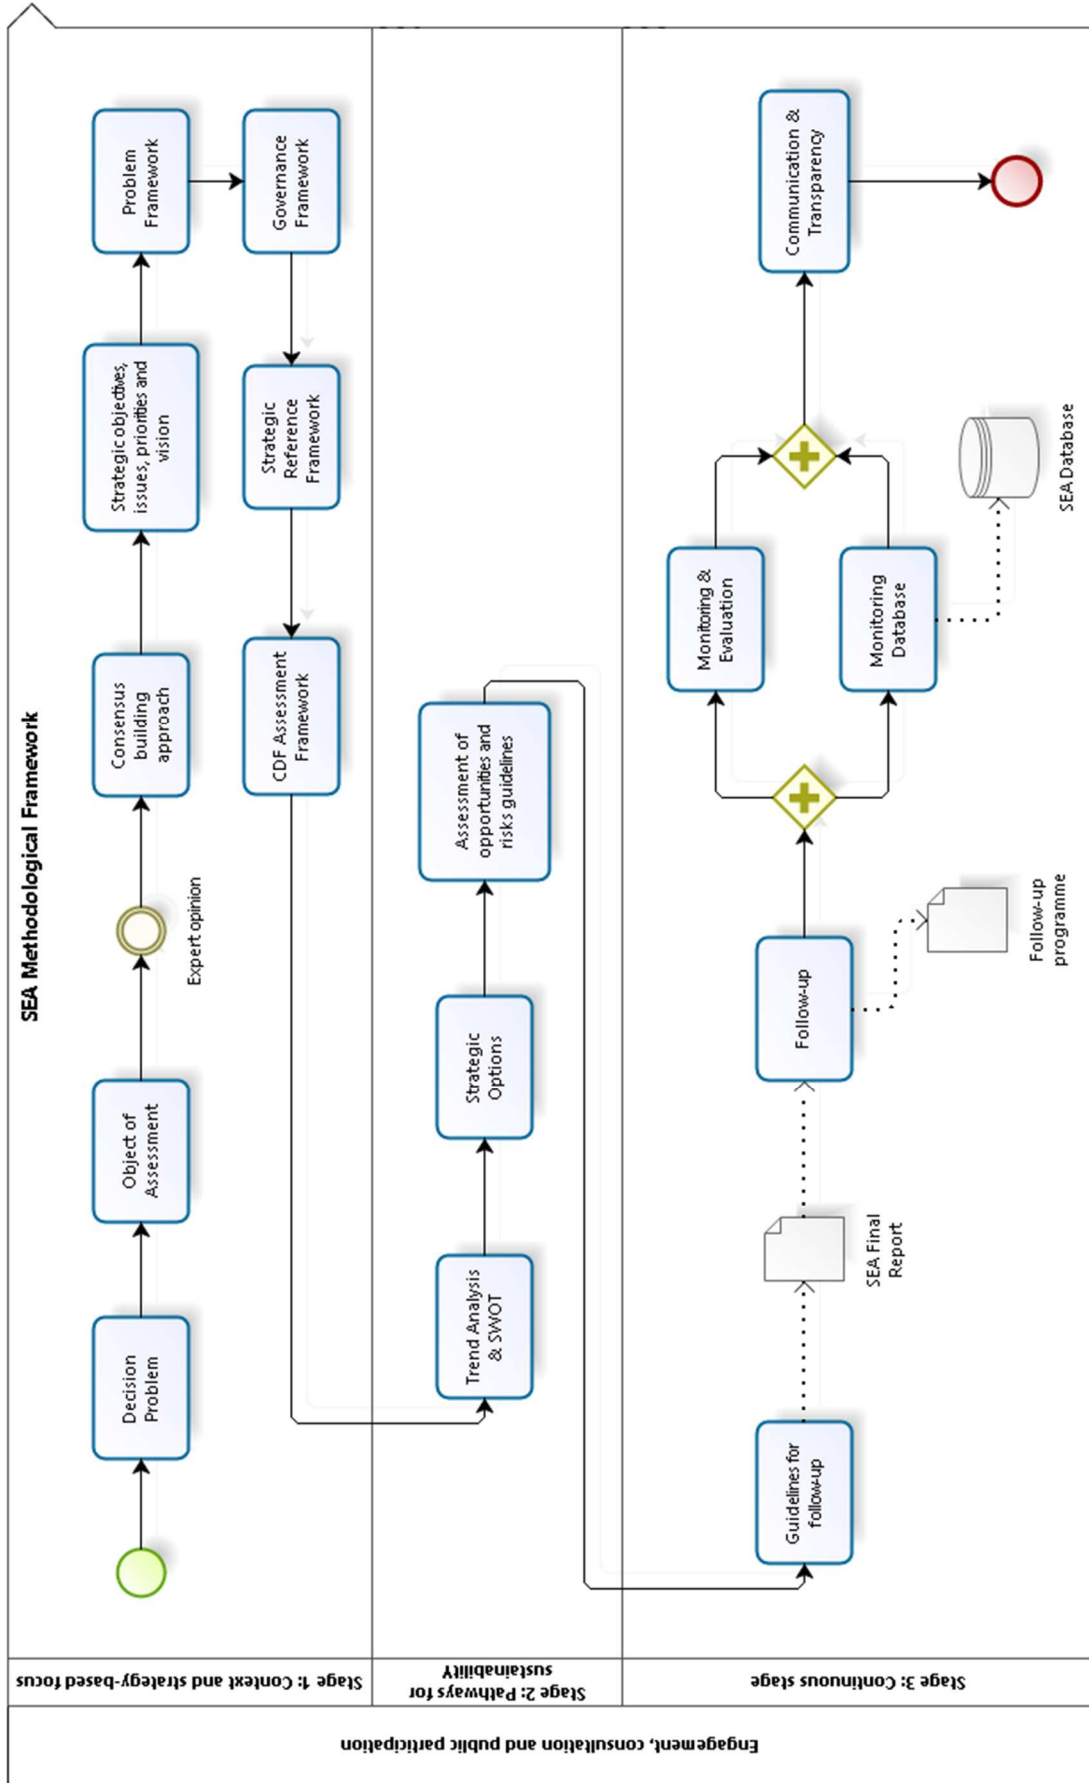 SEA Methodological Framework
Engagement, consultation and public participation
Stage 1: Context and strategy-based focus
Decision
Problem
Object of
Assessment
Expert opinion
Consensus
building
approach
Strategic objectives,
issues, priorities and
vision
Problem
Framework
Governance
Framework
Strategic
Reference
Framework
CDF Assessment
Framework
Stage 2: Pathways for
sustainability
Trend Analysis
& SWOT
Strategic
Options
Assessment of
opportunities and
risks guidelines
Stage 3: Continuous stage
Guidelines for
follow-up
SEA Final
Report
Follow-up
Follow-up
programme
Monitoring &
Evaluation
Monitoring
Database
SEA Database
Communication &
Transparency